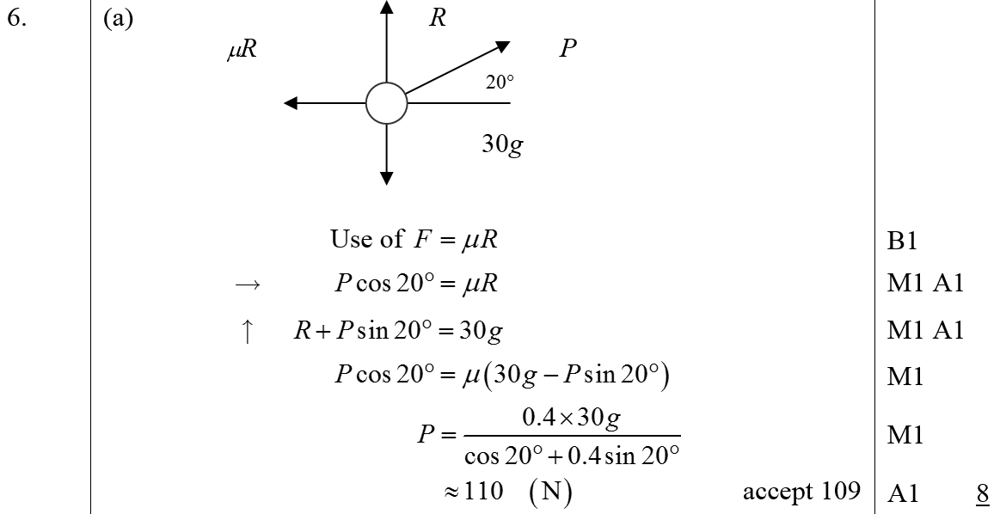 6. (a)
R
μR P
20°
30g
Use of F = μR B1
→ P cos 20° = μR M1 A1
↑ R + P sin 20° = 30g M1 A1
P cos 20° = μ(30g − P sin 20°) M1
P = \frac{0.4 × 30g}{cos 20° + 0.4 sin 20°} M1
≈ 110 (N) accept 109 A1 8